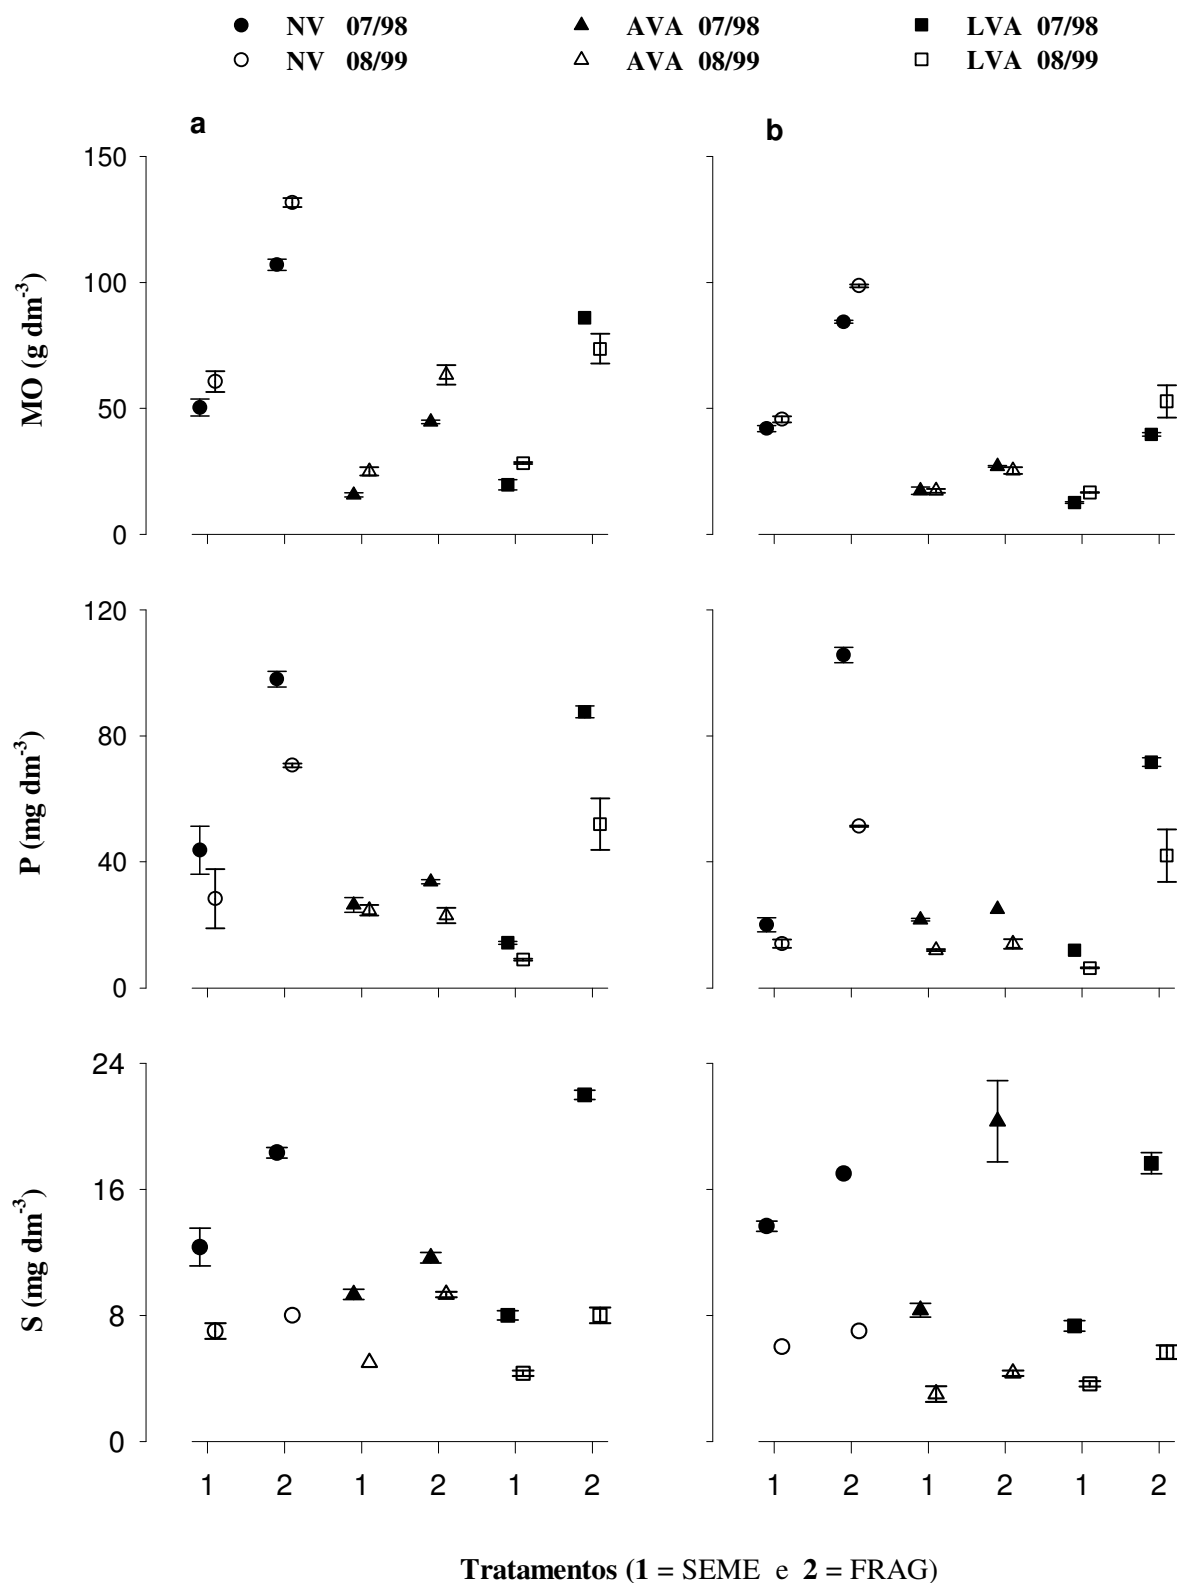 NV 07/98 AVA 07/98 LVA 07/98
NV 08/99 AVA 08/99 LVA 08/99
a b
150
100
50
0
MO (g dm-3)
120
80
40
0
P (mg dm-3)
24
16
8
0
S (mg dm-3)
1 2 1 2 1 2 1 2 1 2 1 2
Tratamentos (1 = SEME e 2 = FRAG)